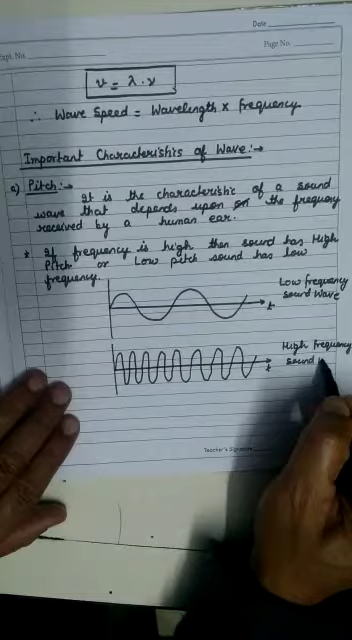 Date
Expt. No.
Page No.
v = λ . ν
∴ Wave Speed = Wavelength x frequency
Important Characteristics of Wave:→
a) Pitch:→
It is the characteristic of a sound
wave that depends upon the frequency
received by a human ear.
* If frequency is high then sound has High
Pitch or Low pitch sound has low
frequency.
Low frequency
sound wave
t
High frequency
sound
t
Teacher's Signature